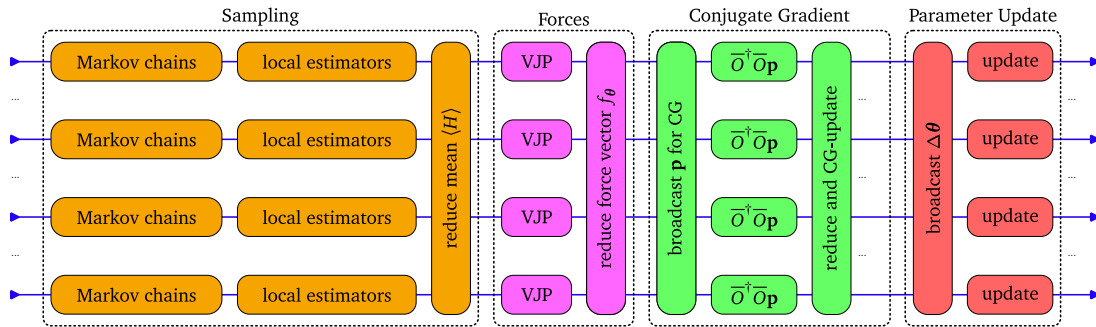 Sampling
Forces
Conjugate Gradient
Parameter Update
Markov chains
local estimators
VJP
O̅†O̅p
update
...
...
...
Markov chains
local estimators
VJP
O̅†O̅p
update
...
...
...
Markov chains
local estimators
VJP
O̅†O̅p
update
...
...
...
Markov chains
local estimators
VJP
O̅†O̅p
update
reduce mean ⟨H⟩
reduce force vector f_θ
broadcast p for CG
reduce and CG-update
broadcast Δθ